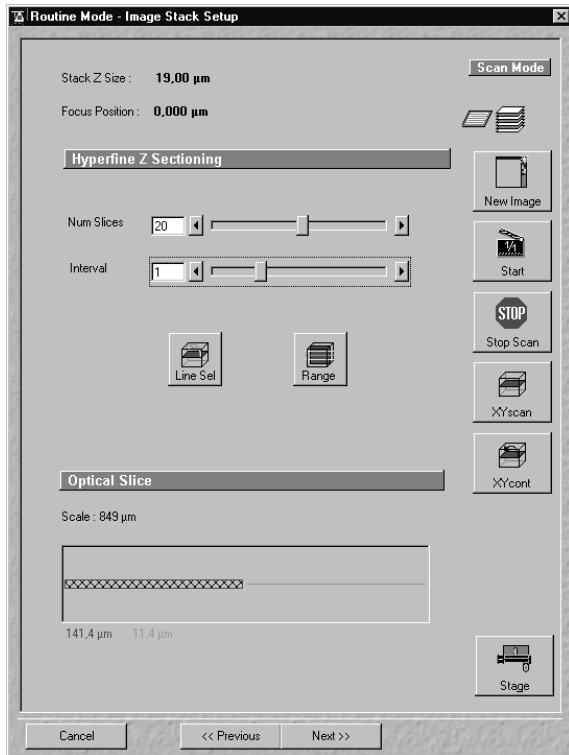 Routine Mode - Image Stack Setup
Stack Z Size : 19,00 µm
Focus Position : 0,000 µm
Scan Mode
Hyperfine Z Sectioning
New Image
Num Slices 20
1/1
Start
Interval 1
STOP
Stop Scan
Line Sel Range
XYscan
XYcont
Optical Slice
Scale : 849 µm
141,4 µm 11,4 µm
Stage
Cancel << Previous Next >>